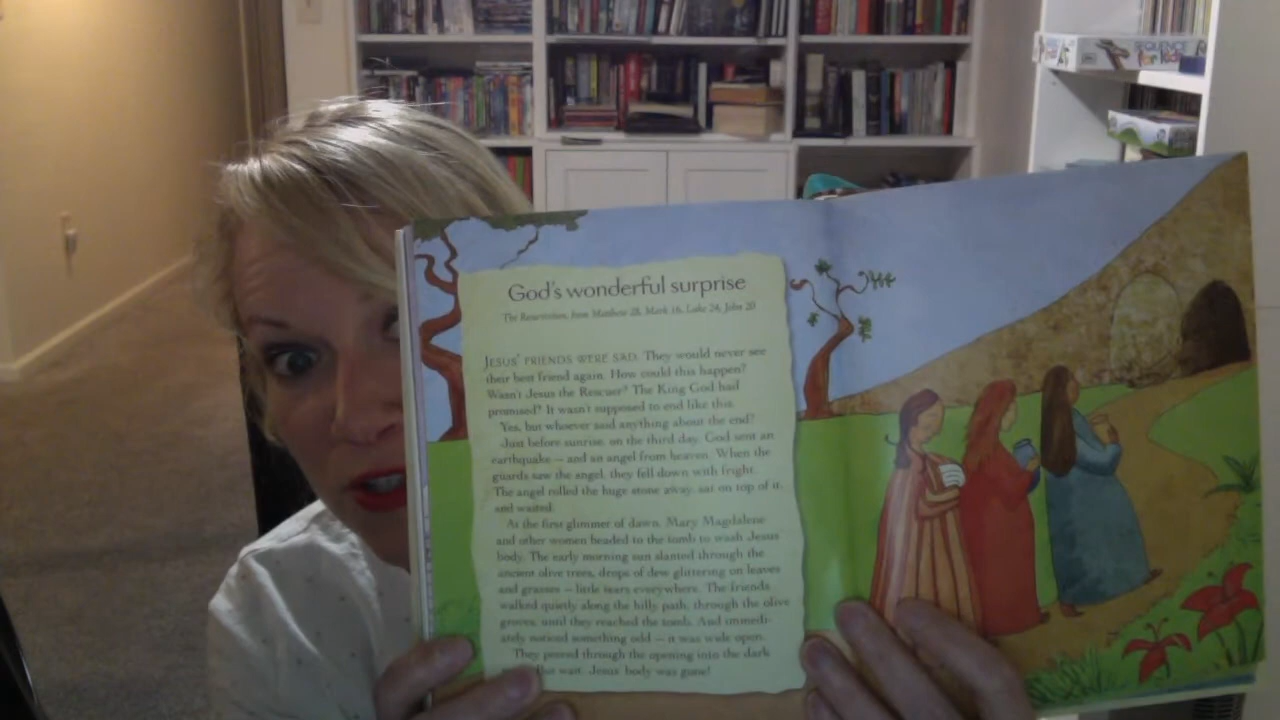 God's wonderful surprise
The Resurrection, from Matthew 28, Mark 16, Luke 24, John 20
JESUS' FRIENDS WERE SAD. They would never see
their best friend again. How could this happen?
Wasn't Jesus the Rescuer? The King God had
promised? It wasn't supposed to end like this.
Yes, but whoever said anything about the end?
Just before sunrise, on the third day, God sent an
earthquake — and an angel from heaven. When the
guards saw the angel, they fell down with fright.
The angel rolled the huge stone away, sat on top of it,
and waited.
At the first glimmer of dawn, Mary Magdalene
and other women headed to the tomb to wash Jesus'
body. The early morning sun slanted through the
ancient olive trees, drops of dew glittering on leaves
and grasses — little tears everywhere. The friends
walked quietly along the hilly path, through the olive
groves, until they reached the tomb. And immedi-
ately noticed something odd — it was wide open.
They peered through the opening into the dark
But wait. Jesus' body was gone!
SEQUENCE
for Kids